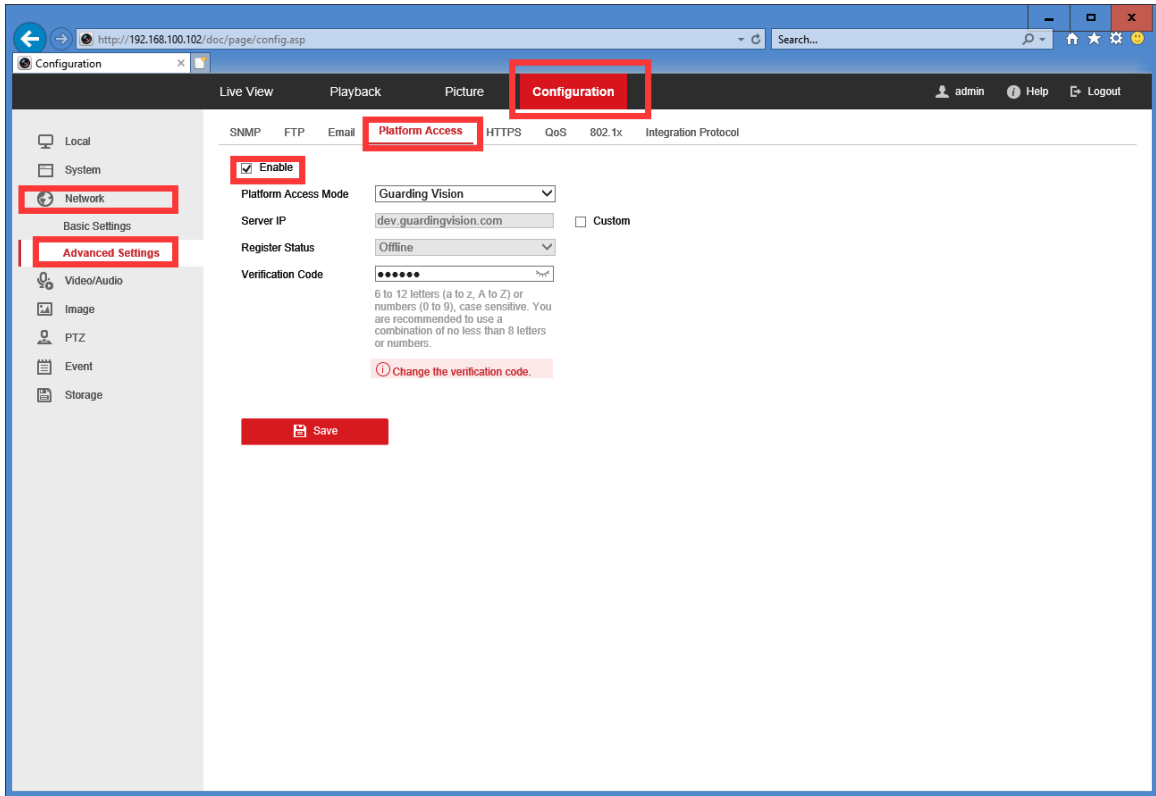 http://192.168.100.102/doc/page/config.asp
Search...
Configuration
Live View Playback Picture Configuration admin Help Logout
SNMP FTP Email Platform Access HTTPS QoS 802.1x Integration Protocol
Local
System
Network
Basic Settings
Advanced Settings
Video/Audio
Image
PTZ
Event
Storage
Enable
Platform Access Mode Guarding Vision
Server IP dev.guardingvision.com Custom
Register Status Offline
Verification Code ●●●●●●
6 to 12 letters (a to z, A to Z) or
numbers (0 to 9), case sensitive. You
are recommended to use a
combination of no less than 8 letters
or numbers.
Change the verification code.
Save